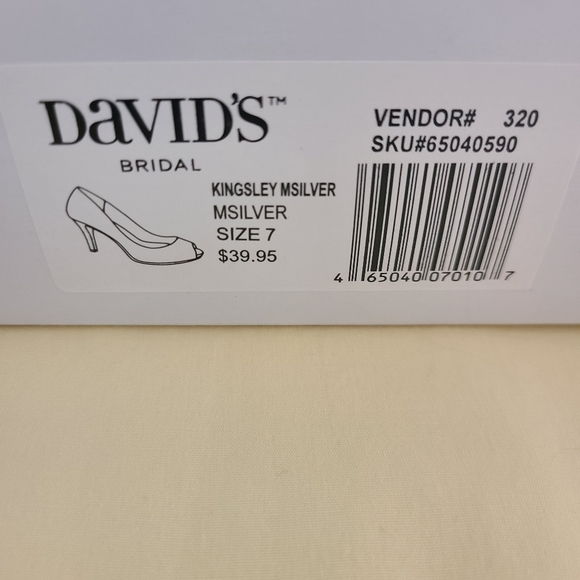 DAVID'S™
BRIDAL
KINGSLEY MSILVER
MSILVER
SIZE 7
$39.95
VENDOR# 320
SKU#65040590
4 65040 07010 7